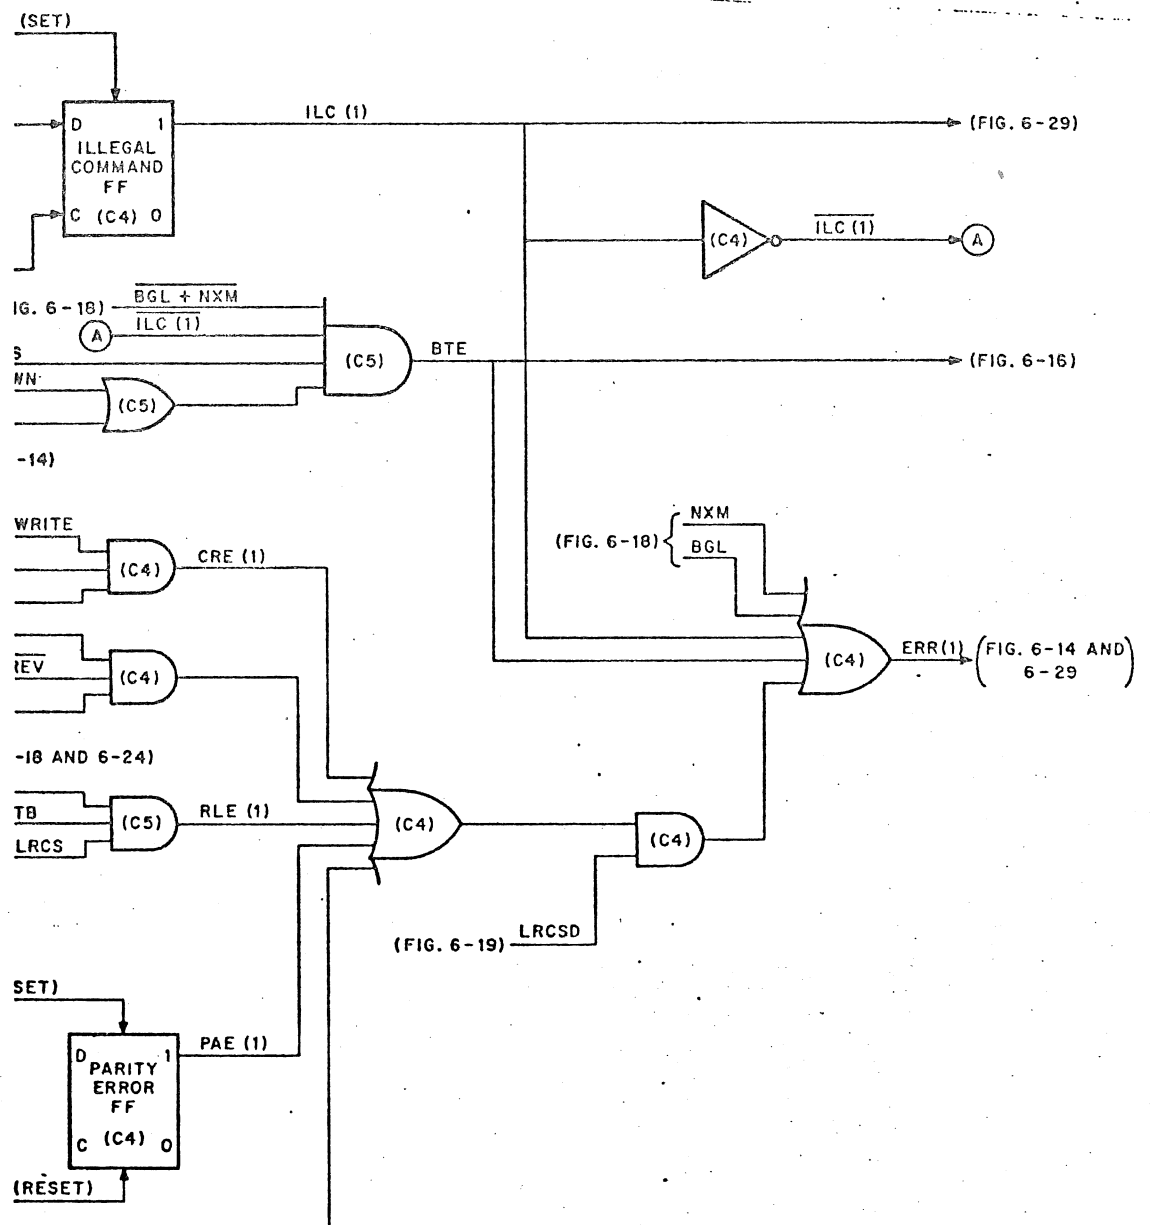 (SET)
ILC (1)
D 1
ILLEGAL
COMMAND
FF
C (C4) 0
(FIG. 6-29)
(C4)
ILC (1)
A
IG. 6-18)
BGL + NXM
A
ILC (1)
S
WN
(C5)
(C5)
BTE
(FIG. 6-16)
-14)
WRITE
(C4)
CRE (1)
(FIG. 6-18)
NXM
BGL
REV
(C4)
(C4)
ERR(1)
(FIG. 6-14 AND
6-29)
-18 AND 6-24)
TB
LRCS
(C5)
RLE (1)
(C4)
(C4)
(FIG. 6-19)
LRCSD
SET)
D 1
PARITY
ERROR
FF
C (C4) 0
PAE (1)
(RESET)